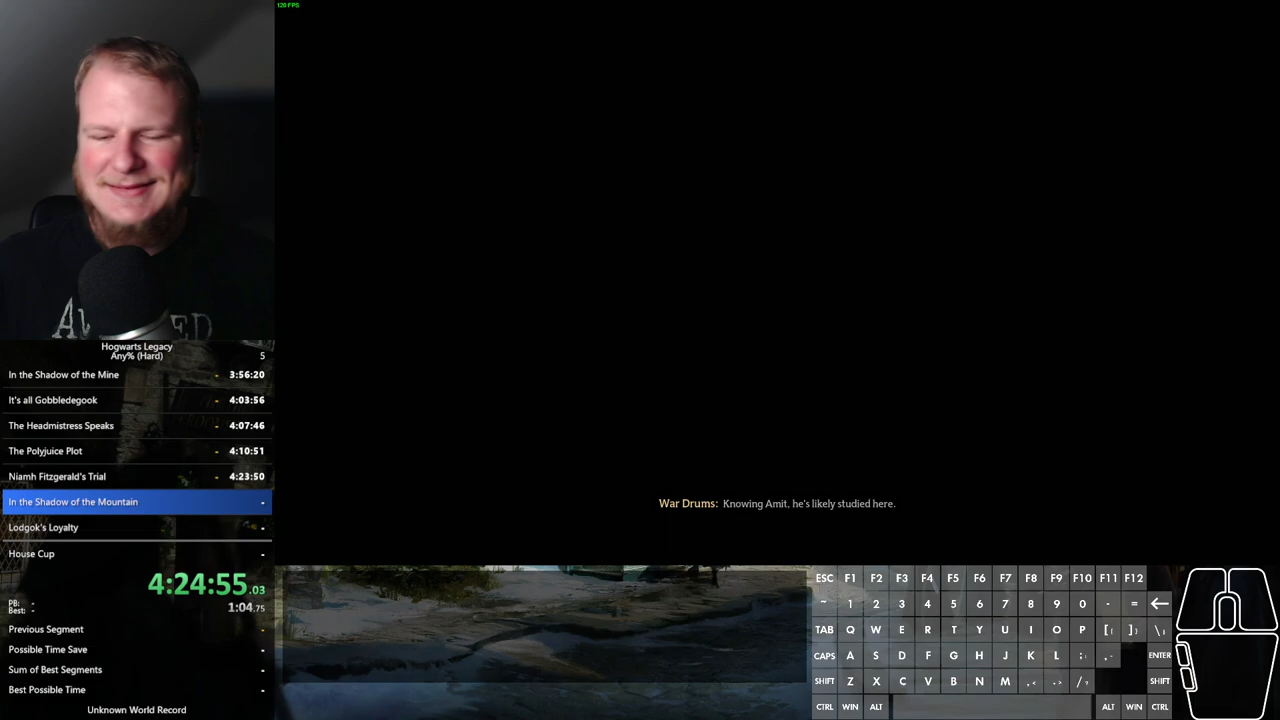 126 FPS
Hogwarts Legacy
Any% (Hard)
5
In the Shadow of the Mine - 3:56:20
It's all Gobbledegook - 4:03:56
The Headmistress Speaks - 4:07:46
The Polyjuice Plot - 4:10:51
Niamh Fitzgerald's Trial - 4:23:50
In the Shadow of the Mountain -
Lodgok's Loyalty -
House Cup -
4:24:55.03
PB: -
Best: -
1:04.75
Previous Segment -
Possible Time Save -
Sum of Best Segments -
Best Possible Time -
Unknown World Record
War Drums: Knowing Amit, he's likely studied here.
ESC F1 F2 F3 F4 F5 F6 F7 F8 F9 F10 F11 F12
~ 1 2 3 4 5 6 7 8 9 0 - = ←
TAB Q W E R T Y U I O P [{ ]} \|
CAPS A S D F G H J K L ;: ,. ENTER
SHIFT Z X C V B N M ,< .> /? SHIFT
CTRL WIN ALT ALT WIN CTRL